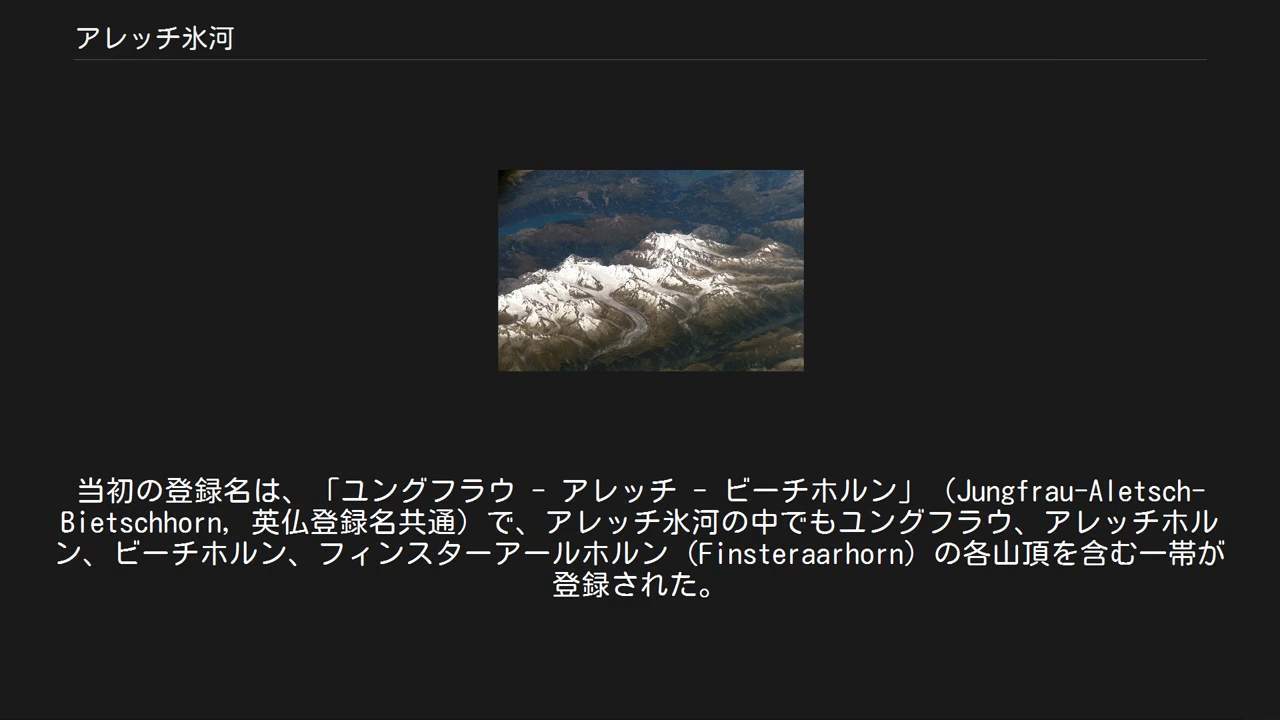 アレッチ氷河
当初の登録名は、「ユングフラウ - アレッチ - ビーチホルン」（Jungfrau-Aletsch-
Bietschhorn, 英仏登録名共通）で、アレッチ氷河の中でもユングフラウ、アレッチホル
ン、ビーチホルン、フィンスターアールホルン（Finsteraarhorn）の各山頂を含む一帯が
登録された。